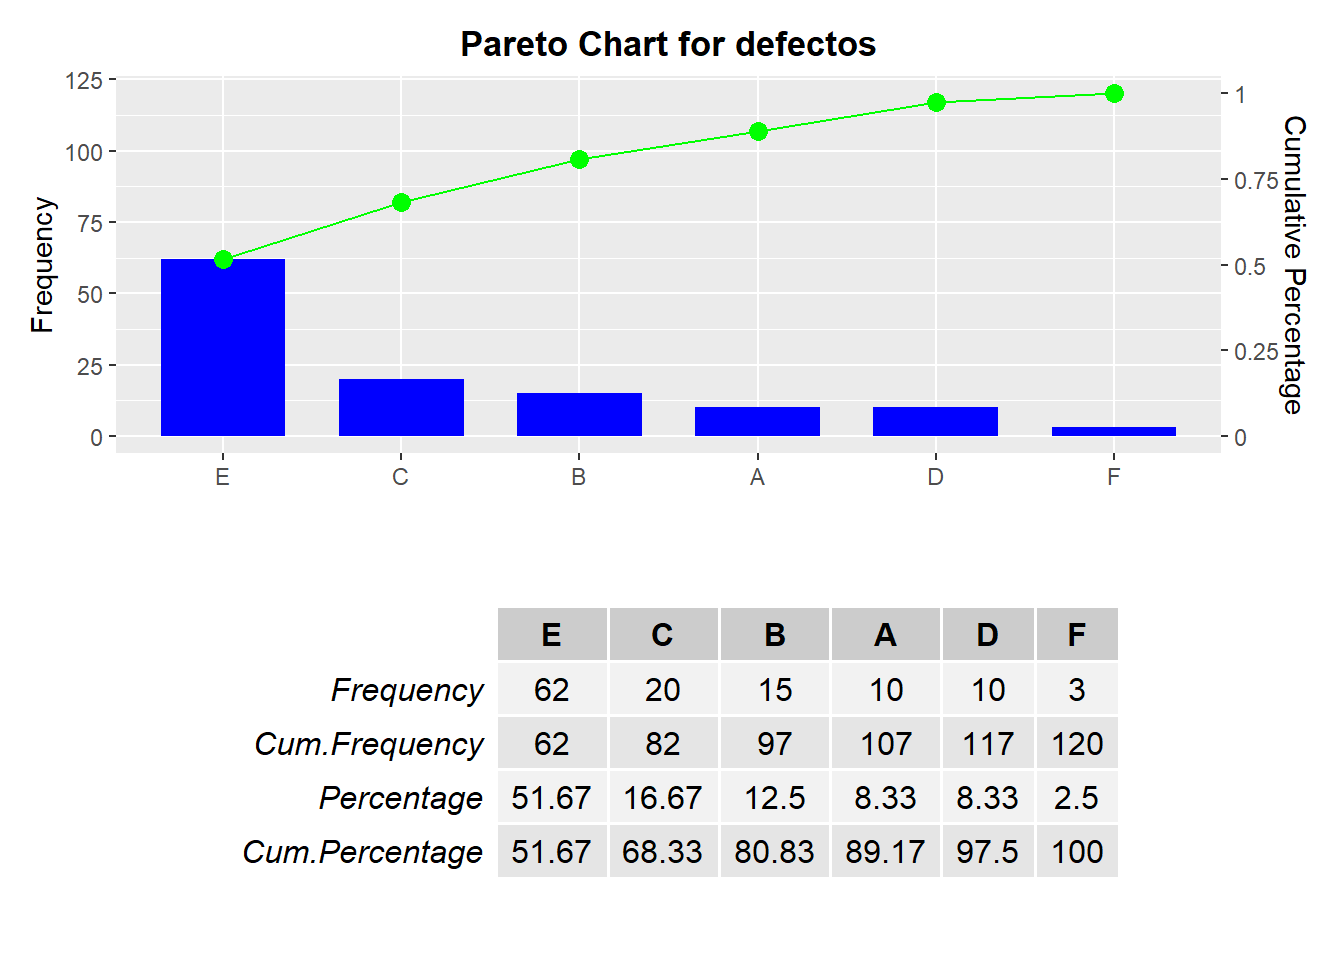 Pareto Chart for defectos
125
100
75
50
25
0
Frequency
1
0.75
0.5
0.25
0
Cumulative Percentage
E C B A D F
E C B A D F
Frequency 62 20 15 10 10 3
Cum.Frequency 62 82 97 107 117 120
Percentage 51.67 16.67 12.5 8.33 8.33 2.5
Cum.Percentage 51.67 68.33 80.83 89.17 97.5 100